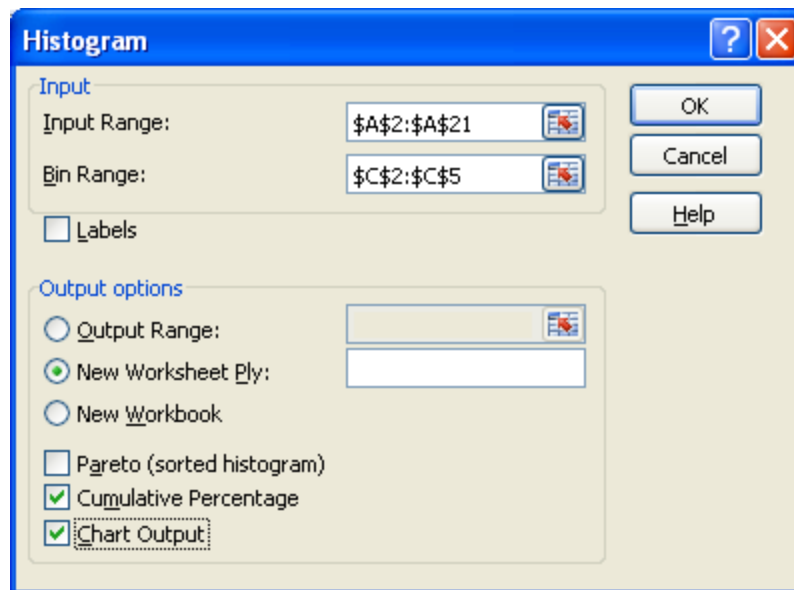 Histogram
Input
Input Range: $A$2:$A$21
Bin Range: $C$2:$C$5
Labels
OK
Cancel
Help
Output options
Output Range:
New Worksheet Ply:
New Workbook
Pareto (sorted histogram)
Cumulative Percentage
Chart Output